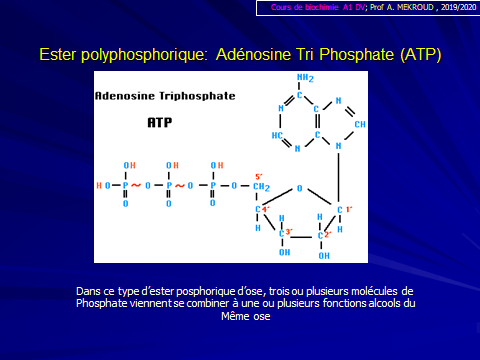 Cours de biochimie A1 DV; Prof A. MEKROUD , 2019/2020
Ester polyphosphorique: Adénosine Tri Phosphate (ATP)
Adenosine Triphosphate
ATP
NH2
C
N C N
CH
HC C N
N
OH OH OH
5'
HO P ~ O P ~ O P O CH2 O
O O O C 4' C 1'
H H
H H
C 3' C 2'
OH OH
Dans ce type d'ester posphorique d'ose, trois ou plusieurs molécules de
Phosphate viennent se combiner à une ou plusieurs fonctions alcools du
Même ose